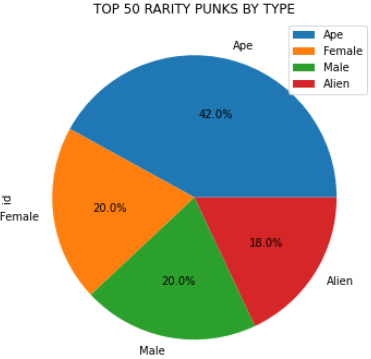 TOP 50 RARITY PUNKS BY TYPE
Ape
Female
Male
Alien
Ape
42.0%
id
Female
20.0%
18.0%
20.0%
Alien
Male